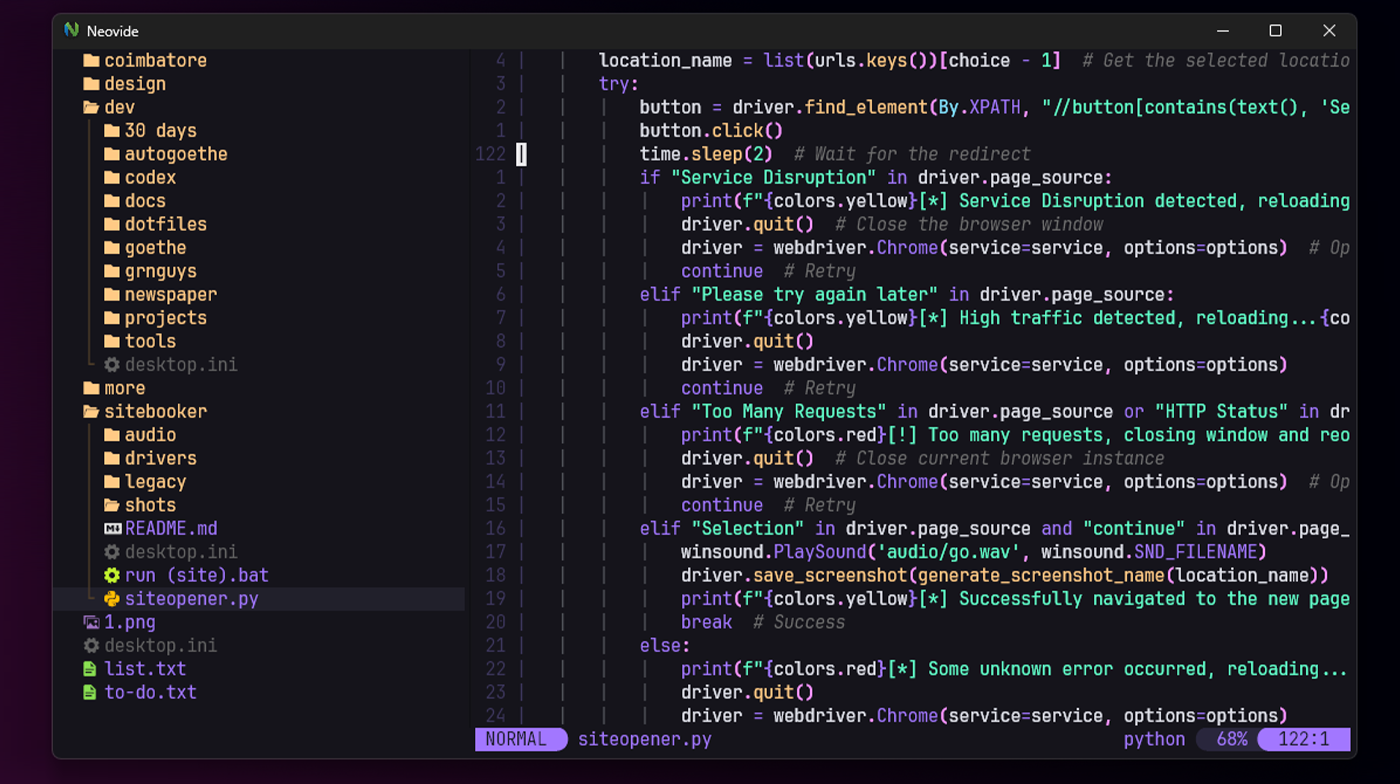 Neovide
coimbatore
design
dev
30 days
autogoethe
codex
docs
dotfiles
goethe
grnguys
newspaper
projects
tools
desktop.ini
more
sitebooker
audio
drivers
legacy
shots
README.md
desktop.ini
run (site).bat
siteopener.py
1.png
desktop.ini
list.txt
to-do.txt
4 location_name = list(urls.keys())[choice - 1]  # Get the selected locatio
3 try:
2 button = driver.find_element(By.XPATH, "//button[contains(text(), 'Se
1 button.click()
122 time.sleep(2)  # Wait for the redirect
1 if "Service Disruption" in driver.page_source:
2 print(f"{colors.yellow}[*] Service Disruption detected, reloading
3 driver.quit()  # Close the browser window
4 driver = webdriver.Chrome(service=service, options=options)  # Op
5 continue  # Retry
6 elif "Please try again later" in driver.page_source:
7 print(f"{colors.yellow}[*] High traffic detected, reloading...{co
8 driver.quit()
9 driver = webdriver.Chrome(service=service, options=options)
10 continue  # Retry
11 elif "Too Many Requests" in driver.page_source or "HTTP Status" in dr
12 print(f"{colors.red}[!] Too many requests, closing window and reo
13 driver.quit()  # Close current browser instance
14 driver = webdriver.Chrome(service=service, options=options)  # Op
15 continue  # Retry
16 elif "Selection" in driver.page_source and "continue" in driver.page_
17 winsound.PlaySound('audio/go.wav', winsound.SND_FILENAME)
18 driver.save_screenshot(generate_screenshot_name(location_name))
19 print(f"{colors.yellow}[*] Successfully navigated to the new page
20 break  # Success
21 else:
22 print(f"{colors.red}[*] Some unknown error occurred, reloading...
23 driver.quit()
24 driver = webdriver.Chrome(service=service, options=options)
NORMAL siteopener.py python 68% 122:1